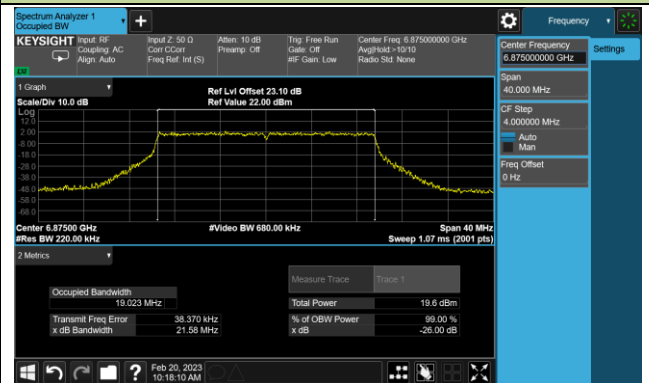 Spectrum Analyzer 1
Occupied BW
Frequency
KEYSIGHT
Input: RF
Coupling: AC
Align: Auto
Input Z: 50 Ω
Corr CCorr
Freq Ref: Int (S)
Atten: 10 dB
Preamp: Off
Trig: Free Run
Gate: Off
#IF Gain: Low
Center Freq: 6.875000000 GHz
Avg|Hold:>10/10
Radio Std: None
Center Frequency
6.875000000 GHz
Settings
Span
40.000 MHz
CF Step
4.000000 MHz
Auto
Man
Freq Offset
0 Hz
1 Graph
Scale/Div 10.0 dB
Ref Lvl Offset 23.10 dB
Ref Value 22.00 dBm
Log
12.0
2.00
-8.00
-18.0
-28.0
-38.0
-48.0
-58.0
-68.0
Center 6.87500 GHz
#Video BW 680.00 kHz
Span 40 MHz
#Res BW 220.00 kHz
Sweep 1.07 ms (2001 pts)
2 Metrics
Measure Trace
Trace 1
Occupied Bandwidth
19.023 MHz
Total Power
19.6 dBm
Transmit Freq Error
38.370 kHz
% of OBW Power
99.00 %
x dB Bandwidth
21.58 MHz
x dB
-26.00 dB
?
Feb 20, 2023
10:18:10 AM